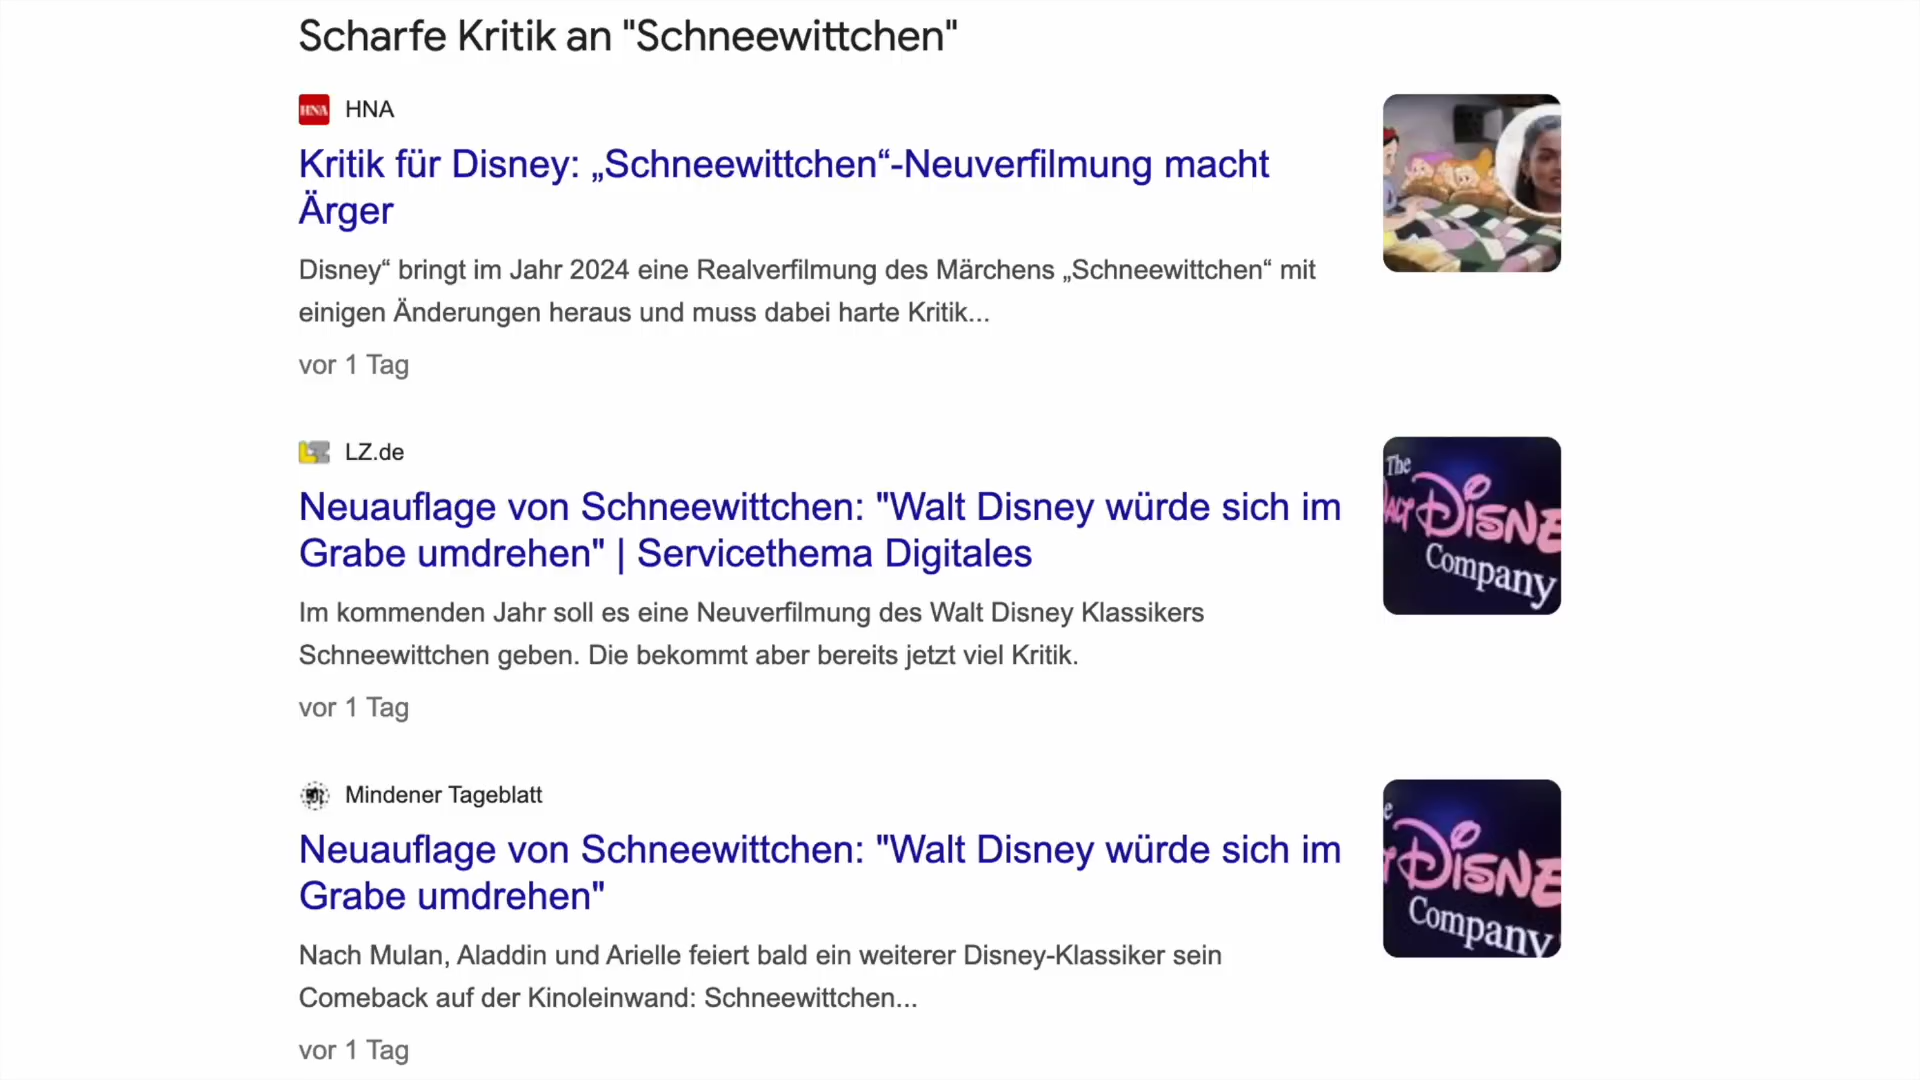 Scharfe Kritik an "Schneewittchen"
HNA
HNA
Kritik für Disney: „Schneewittchen“-Neuverfilmung macht
Ärger
Disney“ bringt im Jahr 2024 eine Realverfilmung des Märchens „Schneewittchen“ mit
einigen Änderungen heraus und muss dabei harte Kritik...
vor 1 Tag
LZ
LZ.de
Neuauflage von Schneewittchen: "Walt Disney würde sich im
Grabe umdrehen" | Servicethema Digitales
The
DISNE
Company
Im kommenden Jahr soll es eine Neuverfilmung des Walt Disney Klassikers
Schneewittchen geben. Die bekommt aber bereits jetzt viel Kritik.
vor 1 Tag
Mindener Tageblatt
Neuauflage von Schneewittchen: "Walt Disney würde sich im
Grabe umdrehen"
DISNE
Company
Nach Mulan, Aladdin und Arielle feiert bald ein weiterer Disney-Klassiker sein
Comeback auf der Kinoleinwand: Schneewittchen...
vor 1 Tag